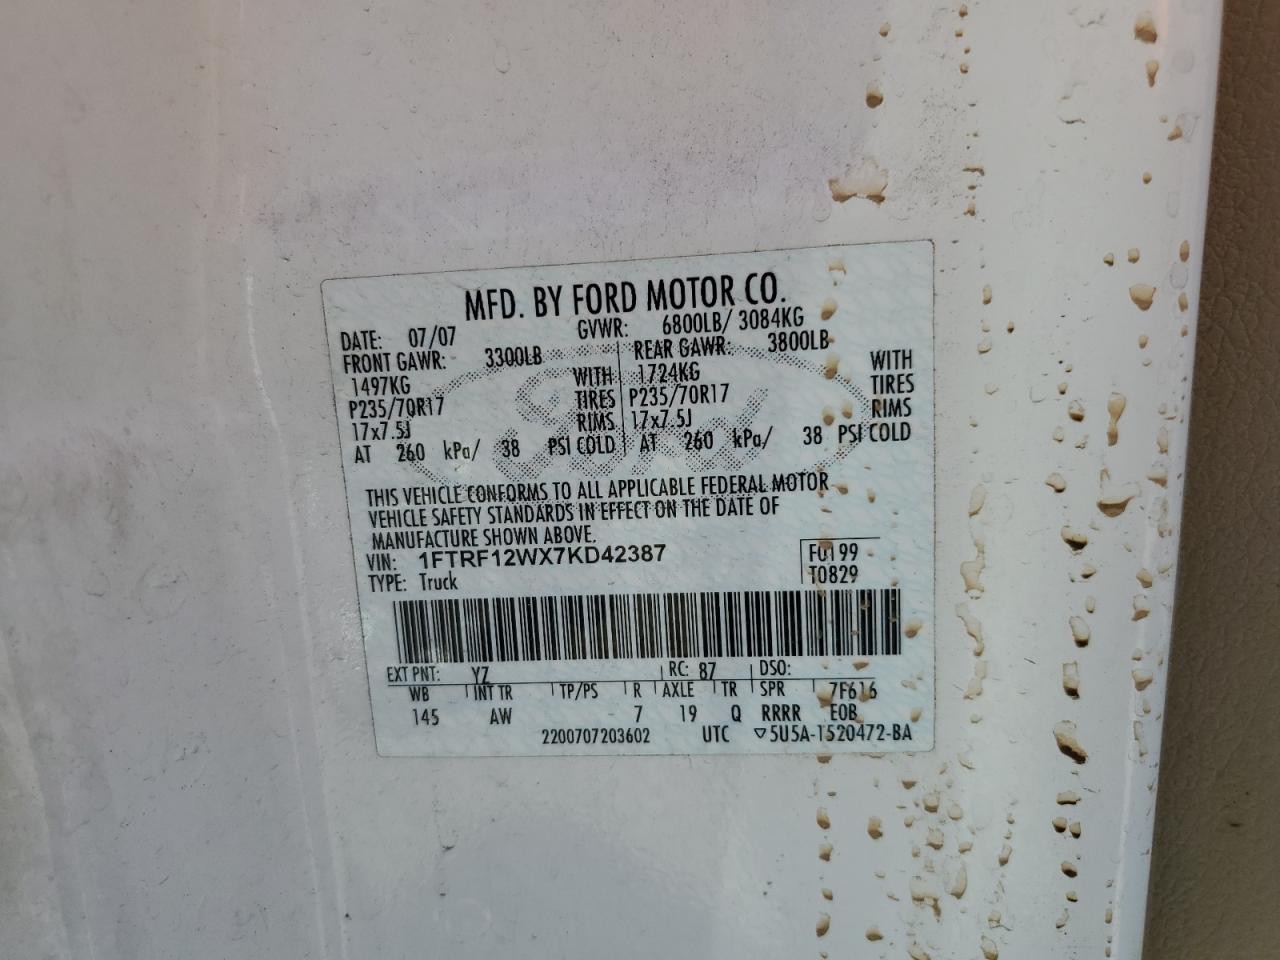 MFD. BY FORD MOTOR CO.
DATE: 07/07 GVWR: 6800LB/ 3084KG
FRONT GAWR: 3300LB REAR GAWR: 3800LB
1497KG WITH 1724KG WITH
P235/70R17 TIRES P235/70R17 TIRES
17x7.5J RIMS 17x7.5J RIMS
AT 260 kPa/ 38 PSI COLD AT 260 kPa/ 38 PSI COLD
Ford
THIS VEHICLE CONFORMS TO ALL APPLICABLE FEDERAL MOTOR
VEHICLE SAFETY STANDARDS IN EFFECT ON THE DATE OF
MANUFACTURE SHOWN ABOVE.
VIN: 1FTRF12WX7KD42387 F0199
TYPE: Truck T0829
EXT PNT: YZ RC: 87 DSO:
WB INT TR TP/PS R AXLE TR SPR 7F616
145 AW 7 19 Q RRRR EOB
2200707203602 UTC ▽5U5A-1520472-BA